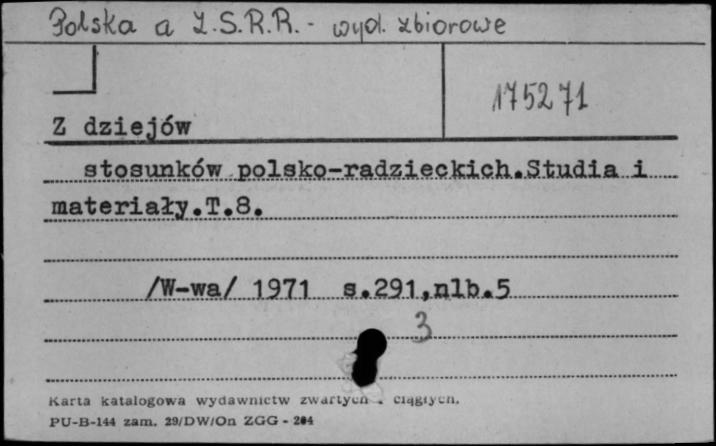 Polska a Z.S.R.R. - wyd. zbiorowe
175271
Z dziejów
stosunków polsko-radzieckich.Studia i
materiały.T.8.
/W-wa/ 1971 s.291,nlb.5
3
Karta katalogowa wydawnictw zwartych i ciągłych.
PU-B-144 zam. 29/DW/On ZGG - 284